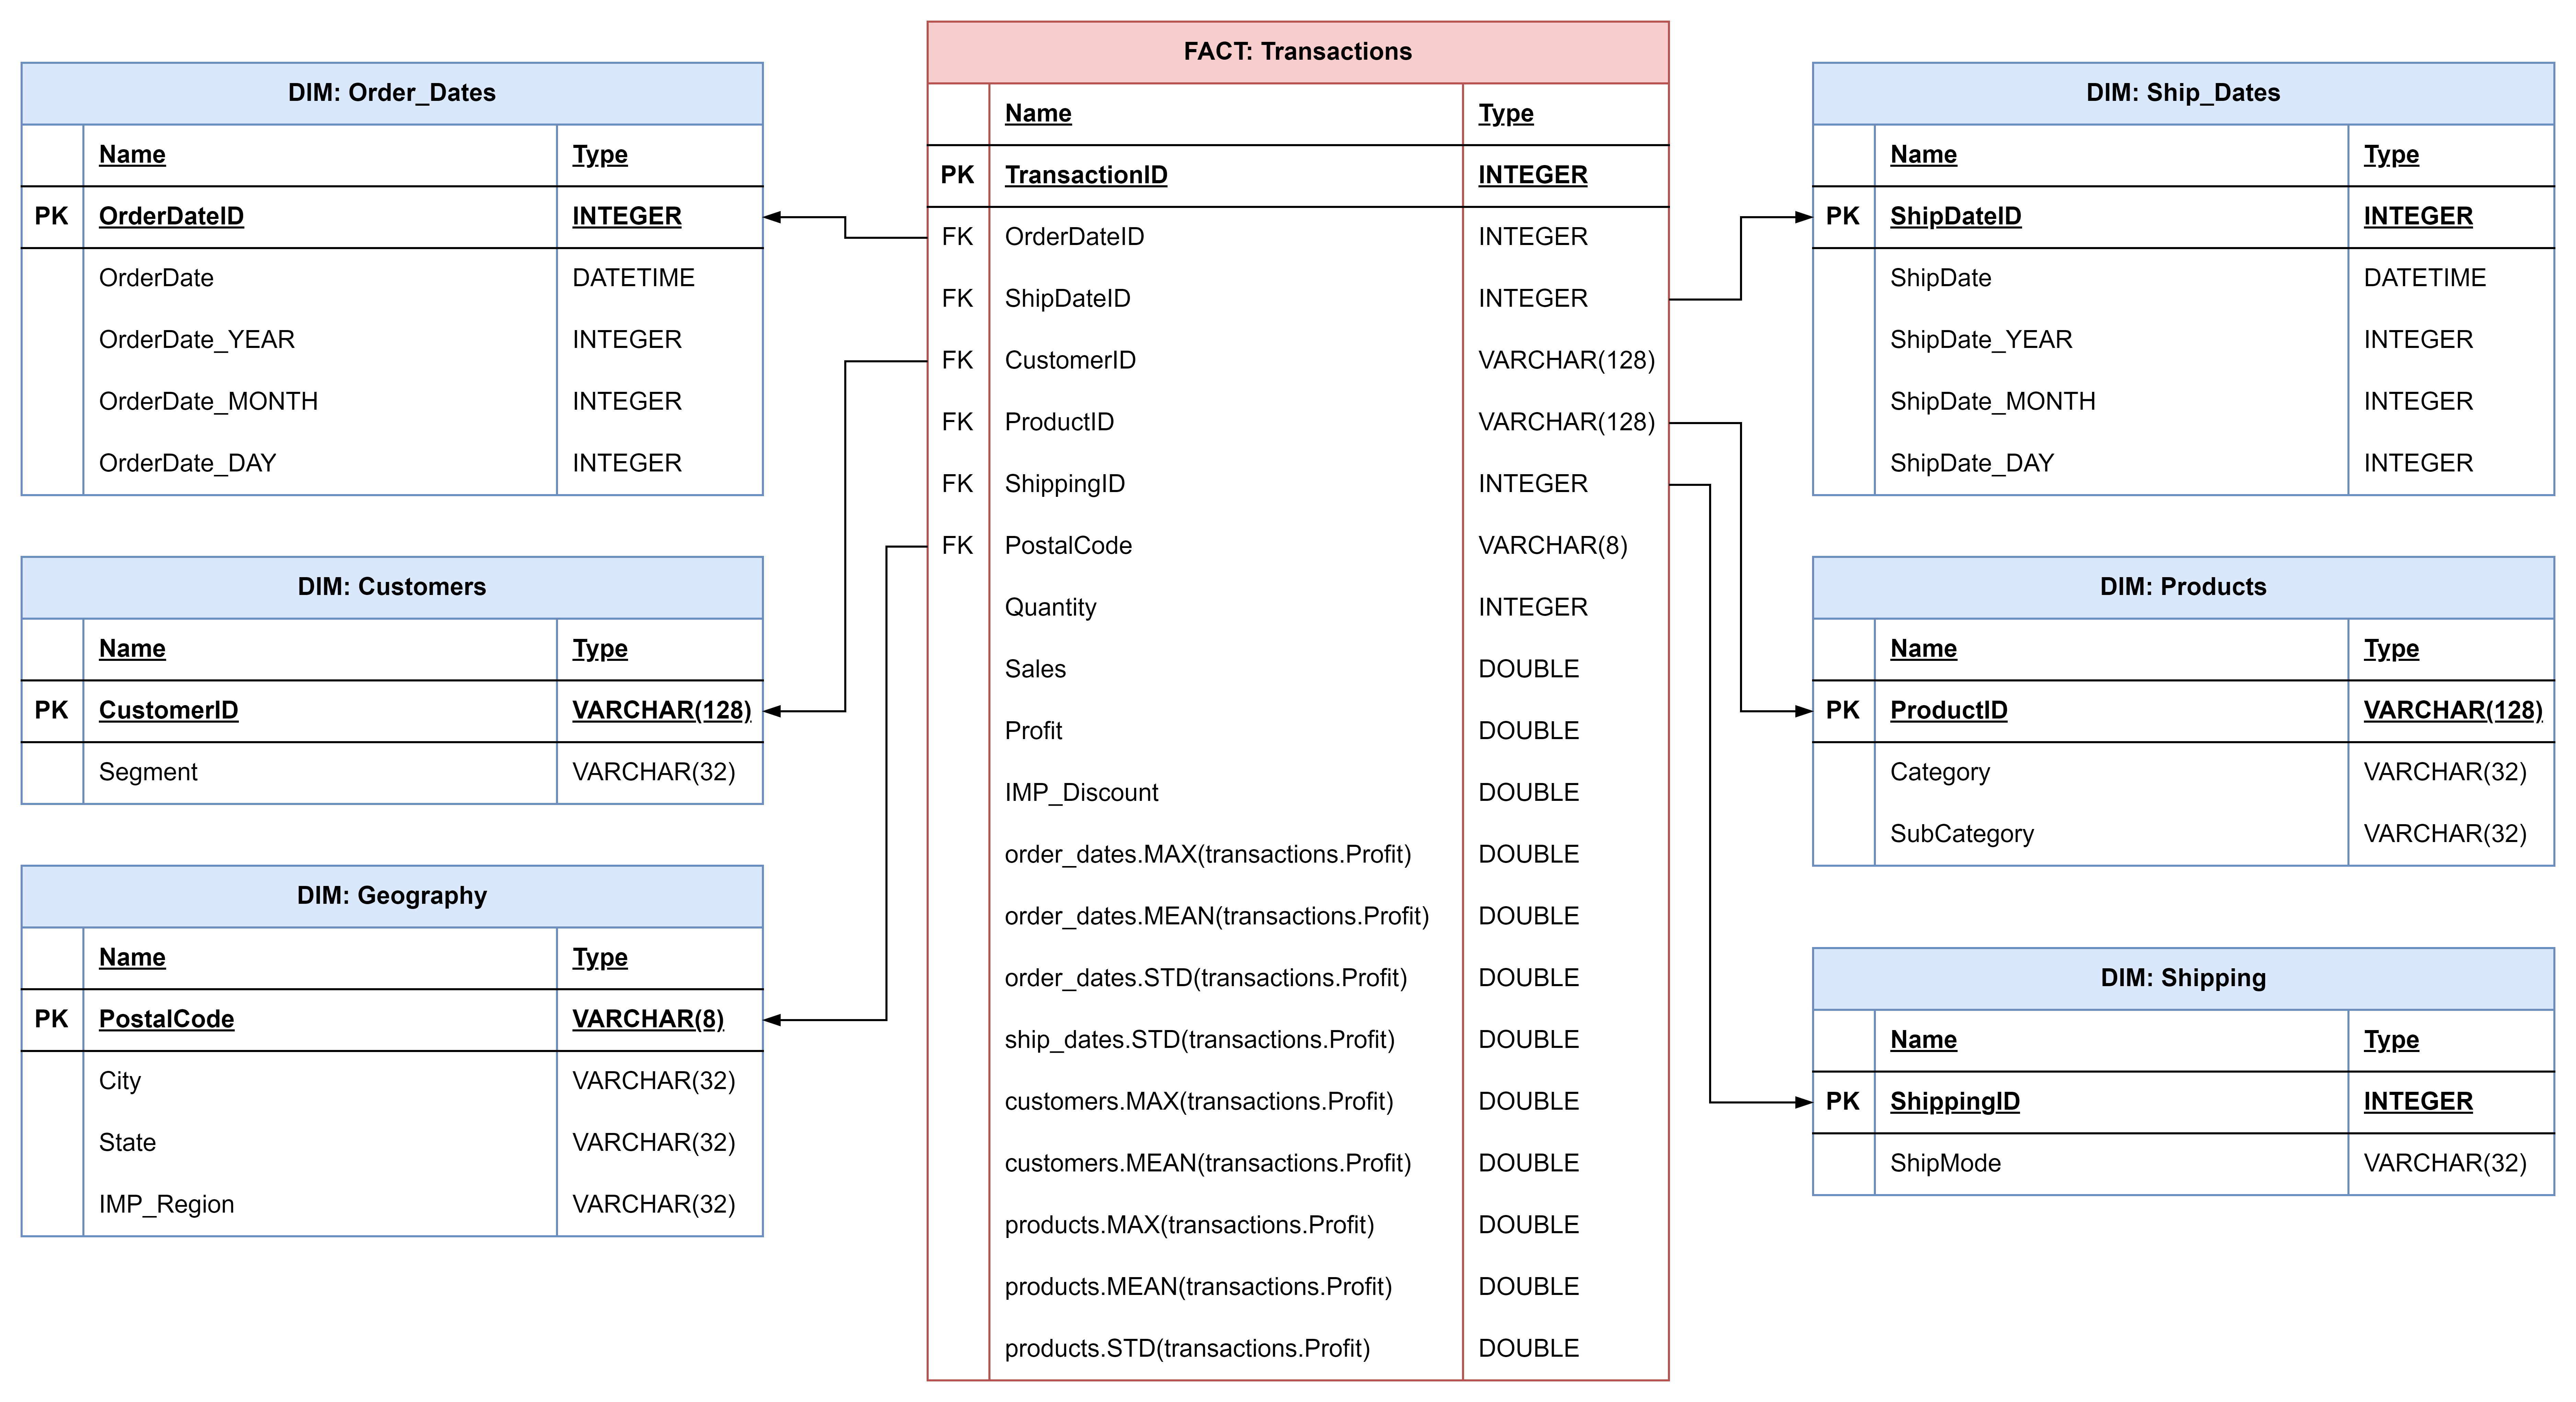 DIM: Order_Dates
Name Type
PK OrderDateID INTEGER
OrderDate DATETIME
OrderDate_YEAR INTEGER
OrderDate_MONTH INTEGER
OrderDate_DAY INTEGER
DIM: Customers
Name Type
PK CustomerID VARCHAR(128)
Segment VARCHAR(32)
DIM: Geography
Name Type
PK PostalCode VARCHAR(8)
City VARCHAR(32)
State VARCHAR(32)
IMP_Region VARCHAR(32)
FACT: Transactions
Name Type
PK TransactionID INTEGER
FK OrderDateID INTEGER
FK ShipDateID INTEGER
FK CustomerID VARCHAR(128)
FK ProductID VARCHAR(128)
FK ShippingID INTEGER
FK PostalCode VARCHAR(8)
Quantity INTEGER
Sales DOUBLE
Profit DOUBLE
IMP_Discount DOUBLE
order_dates.MAX(transactions.Profit) DOUBLE
order_dates.MEAN(transactions.Profit) DOUBLE
order_dates.STD(transactions.Profit) DOUBLE
ship_dates.STD(transactions.Profit) DOUBLE
customers.MAX(transactions.Profit) DOUBLE
customers.MEAN(transactions.Profit) DOUBLE
products.MAX(transactions.Profit) DOUBLE
products.MEAN(transactions.Profit) DOUBLE
products.STD(transactions.Profit) DOUBLE
DIM: Ship_Dates
Name Type
PK ShipDateID INTEGER
ShipDate DATETIME
ShipDate_YEAR INTEGER
ShipDate_MONTH INTEGER
ShipDate_DAY INTEGER
DIM: Products
Name Type
PK ProductID VARCHAR(128)
Category VARCHAR(32)
SubCategory VARCHAR(32)
DIM: Shipping
Name Type
PK ShippingID INTEGER
ShipMode VARCHAR(32)